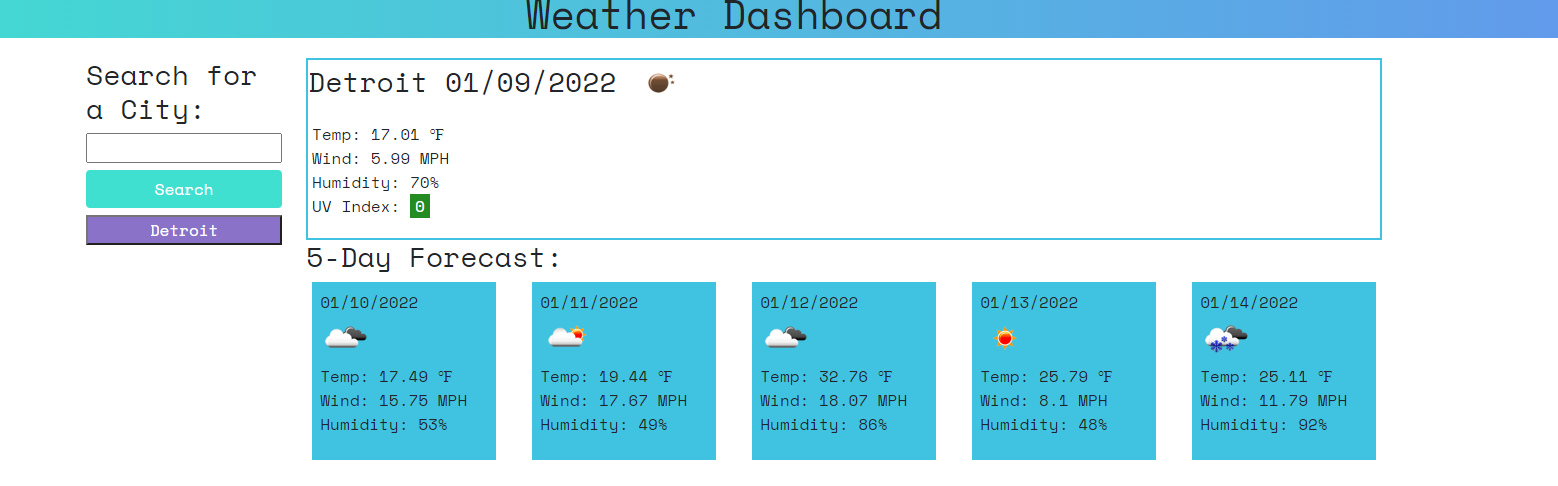 Weather Dashboard
Search for
a City:
Search
Detroit
Detroit 01/09/2022
Temp: 17.01 °F
Wind: 5.99 MPH
Humidity: 70%
UV Index: 0
5-Day Forecast:
01/10/2022
Temp: 17.49 °F
Wind: 15.75 MPH
Humidity: 53%
01/11/2022
Temp: 19.44 °F
Wind: 17.67 MPH
Humidity: 49%
01/12/2022
Temp: 32.76 °F
Wind: 18.07 MPH
Humidity: 86%
01/13/2022
Temp: 25.79 °F
Wind: 8.1 MPH
Humidity: 48%
01/14/2022
Temp: 25.11 °F
Wind: 11.79 MPH
Humidity: 92%